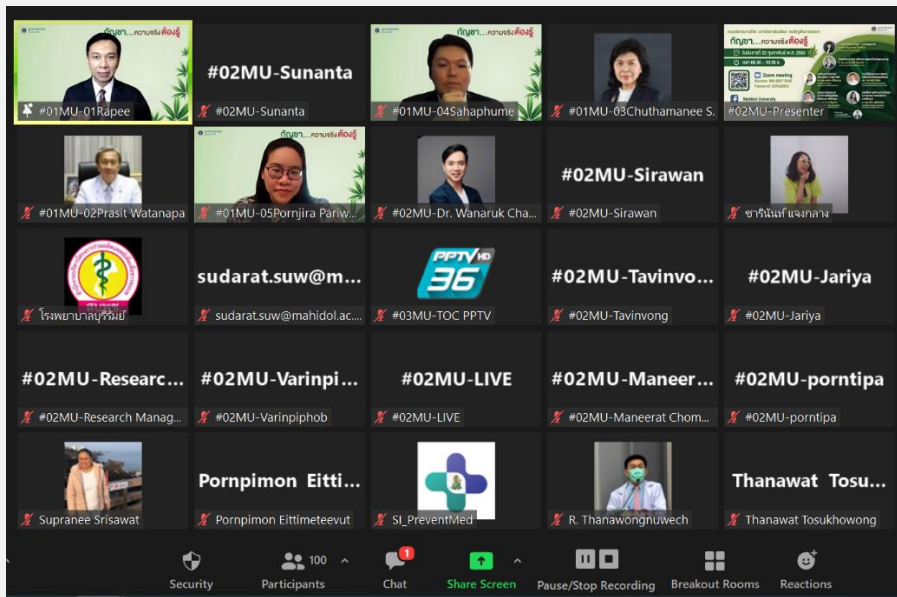 กัญชา...ความจริงต้องรู้
#01MU-01Rapee
#02MU-Sunanta
#02MU-Sunanta
กัญชา...ความจริงต้องรู้
#01MU-04Sahaphume
#01MU-03Chuthamanee S.
กัญชา...ความจริงต้องรู้
Zoom meeting
Mahidol University
#02MU-Presenter
#01MU-02Prasit Watanapa
กัญชา...ความจริงต้องรู้
#01MU-05Pornjira Pariw...
#02MU-Dr. Wanaruk Cha...
#02MU-Sirawan
#02MU-Sirawan
ชารินันท์ แจงกลาง
โรงพยาบาลบุรีรัมย์
sudarat.suw@m...
sudarat.suw@mahidol.ac....
PPTV HD
36
#03MU-TOC PPTV
#02MU-Tavinvo...
#02MU-Tavinvong
#02MU-Jariya
#02MU-Jariya
#02MU-Researc...
#02MU-Research Manag...
#02MU-Varinpi...
#02MU-Varinpiphob
#02MU-LIVE
#02MU-LIVE
#02MU-Maneer...
#02MU-Maneerat Chom...
#02MU-porntipa
#02MU-porntipa
Supranee Srisawat
Pornpimon Eitti...
Pornpimon Eittimeteevut
SI_PreventMed
R. Thanawongnuwech
Thanawat Tosu...
Thanawat Tosukhowong
Security
100
Participants
1
Chat
Share Screen
Pause/Stop Recording
Breakout Rooms
Reactions